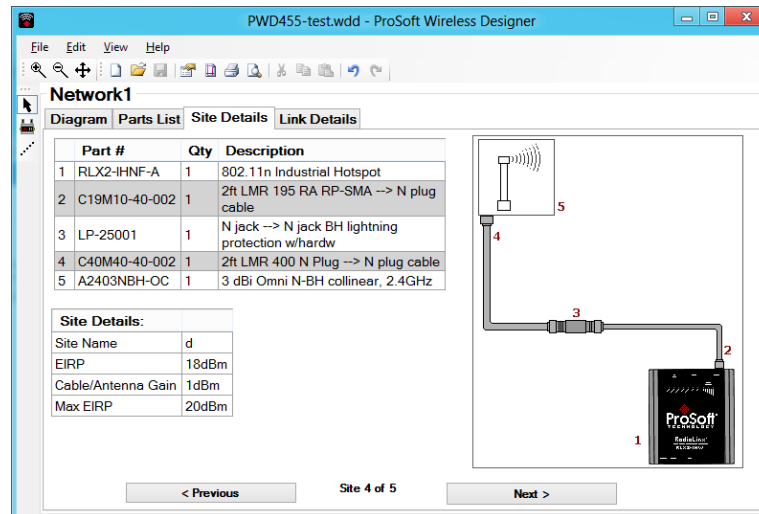 PWD455-test.wdd - ProSoft Wireless Designer
File Edit View Help
Network1
Diagram Parts List Site Details Link Details
Part # Qty Description
1 RLX2-IHNF-A 1 802.11n Industrial Hotspot
2 C19M10-40-002 1 2ft LMR 195 RA RP-SMA --> N plug
cable
3 LP-25001 1 N jack --> N jack BH lightning
protection w/hardw
4 C40M40-40-002 1 2ft LMR 400 N Plug --> N plug cable
5 A2403NBH-OC 1 3 dBi Omni N-BH collinear, 2.4GHz
Site Details:
Site Name d
EIRP 18dBm
Cable/Antenna Gain 1dBm
Max EIRP 20dBm
5
4
3
2
1
ProSoft
TECHNOLOGY
RadioLinx
RLX2-IHW
< Previous Site 4 of 5 Next >